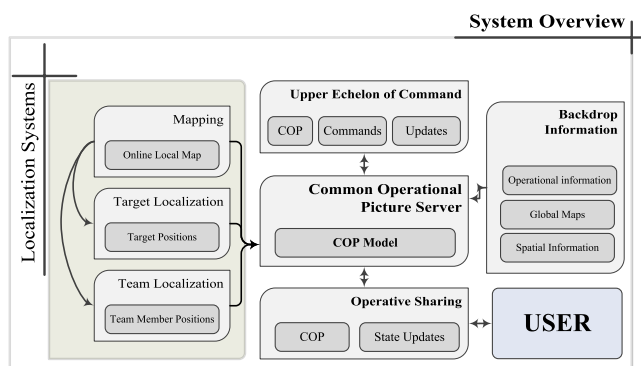 System Overview
Localization Systems
Mapping
Online Local Map
Target Localization
Target Positions
Team Localization
Team Member Positions
Upper Echelon of Command
COP
Commands
Updates
Common Operational
Picture Server
COP Model
Operative Sharing
COP
State Updates
Backdrop
Information
Operational information
Global Maps
Spatial Information
USER